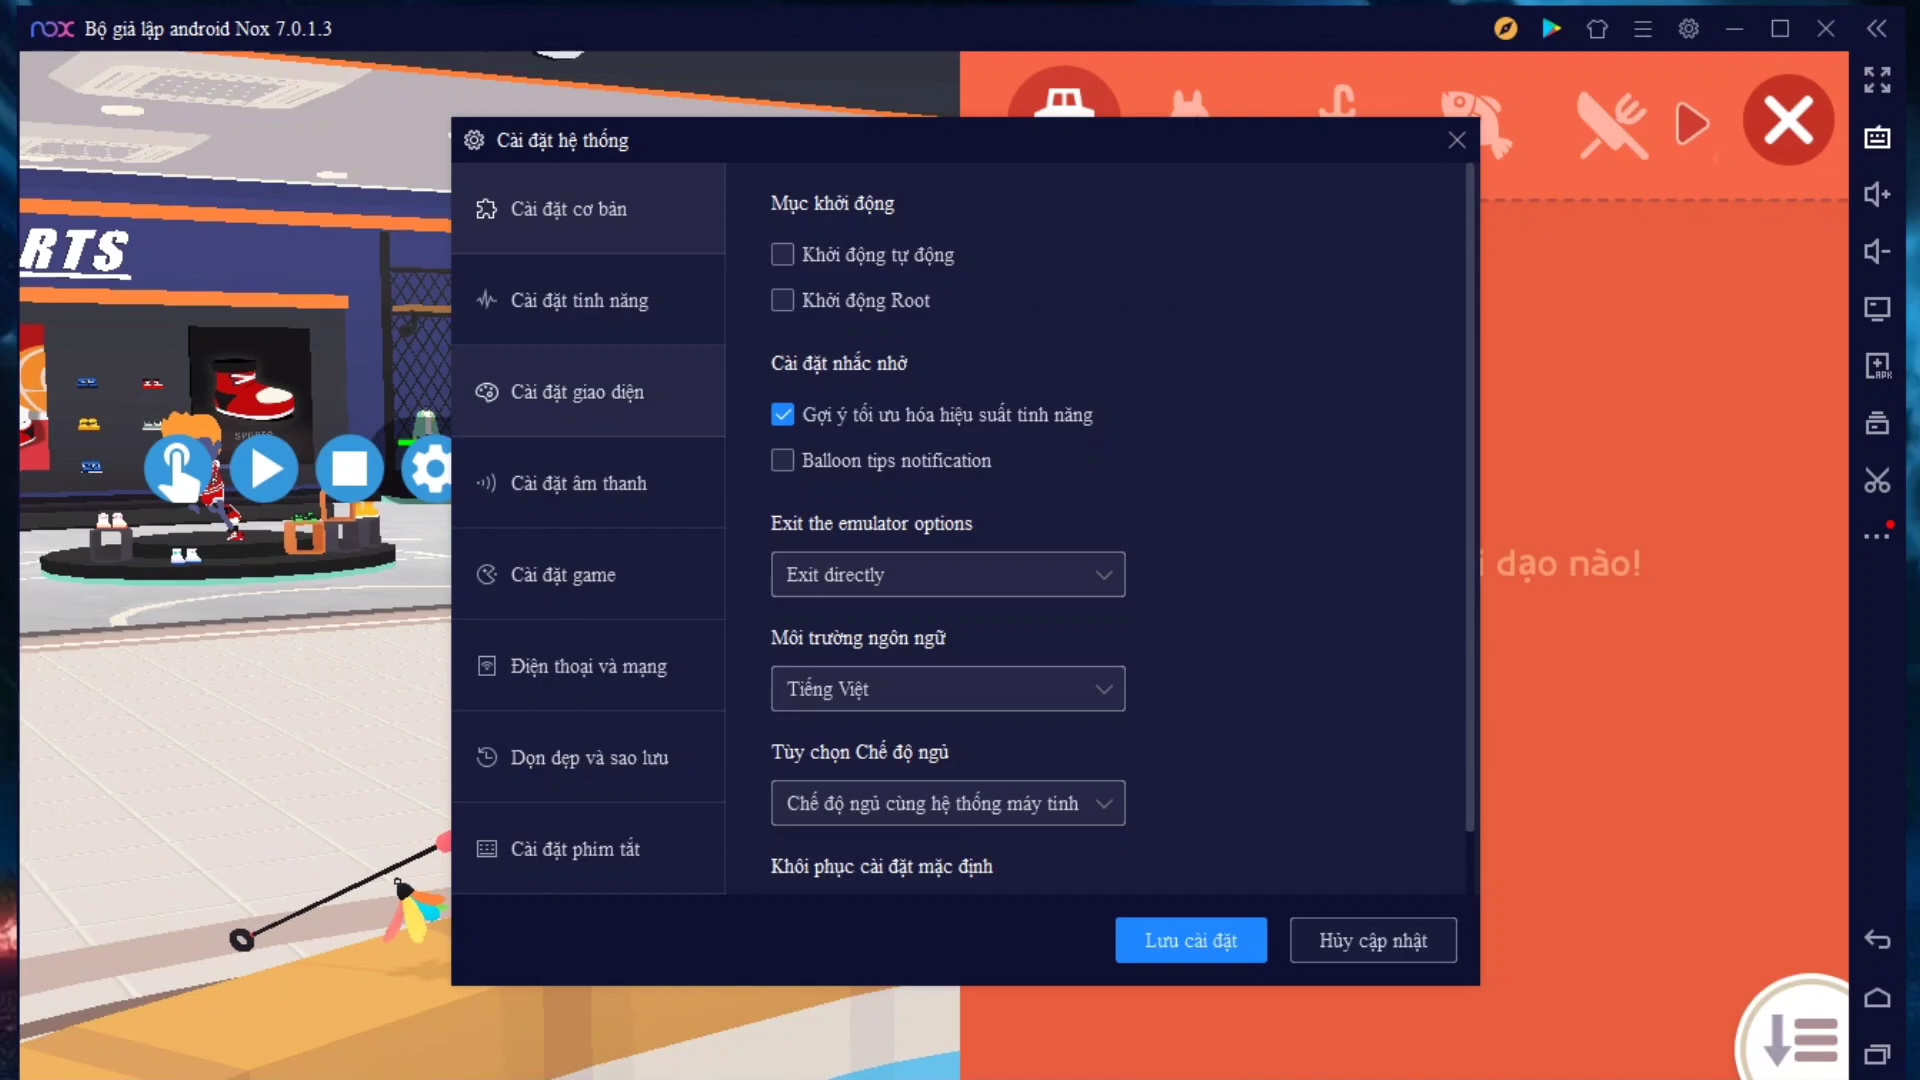 nox Bộ giả lập android Nox 7.0.1.3
RTS
SPORTS
Cài đặt hệ thống
Cài đặt cơ bản
Cài đặt tính năng
Cài đặt giao diện
Cài đặt âm thanh
Cài đặt game
Điện thoại và mạng
Dọn dẹp và sao lưu
Cài đặt phím tắt
Mục khởi động
Khởi động tự động
Khởi động Root
Cài đặt nhắc nhở
Gợi ý tối ưu hóa hiệu suất tính năng
Balloon tips notification
Exit the emulator options
Exit directly
Môi trường ngôn ngữ
Tiếng Việt
Tùy chọn Chế độ ngủ
Chế độ ngủ cùng hệ thống máy tính
Khôi phục cài đặt mặc định
Lưu cài đặt
Hủy cập nhật
i dạo nào!
APK